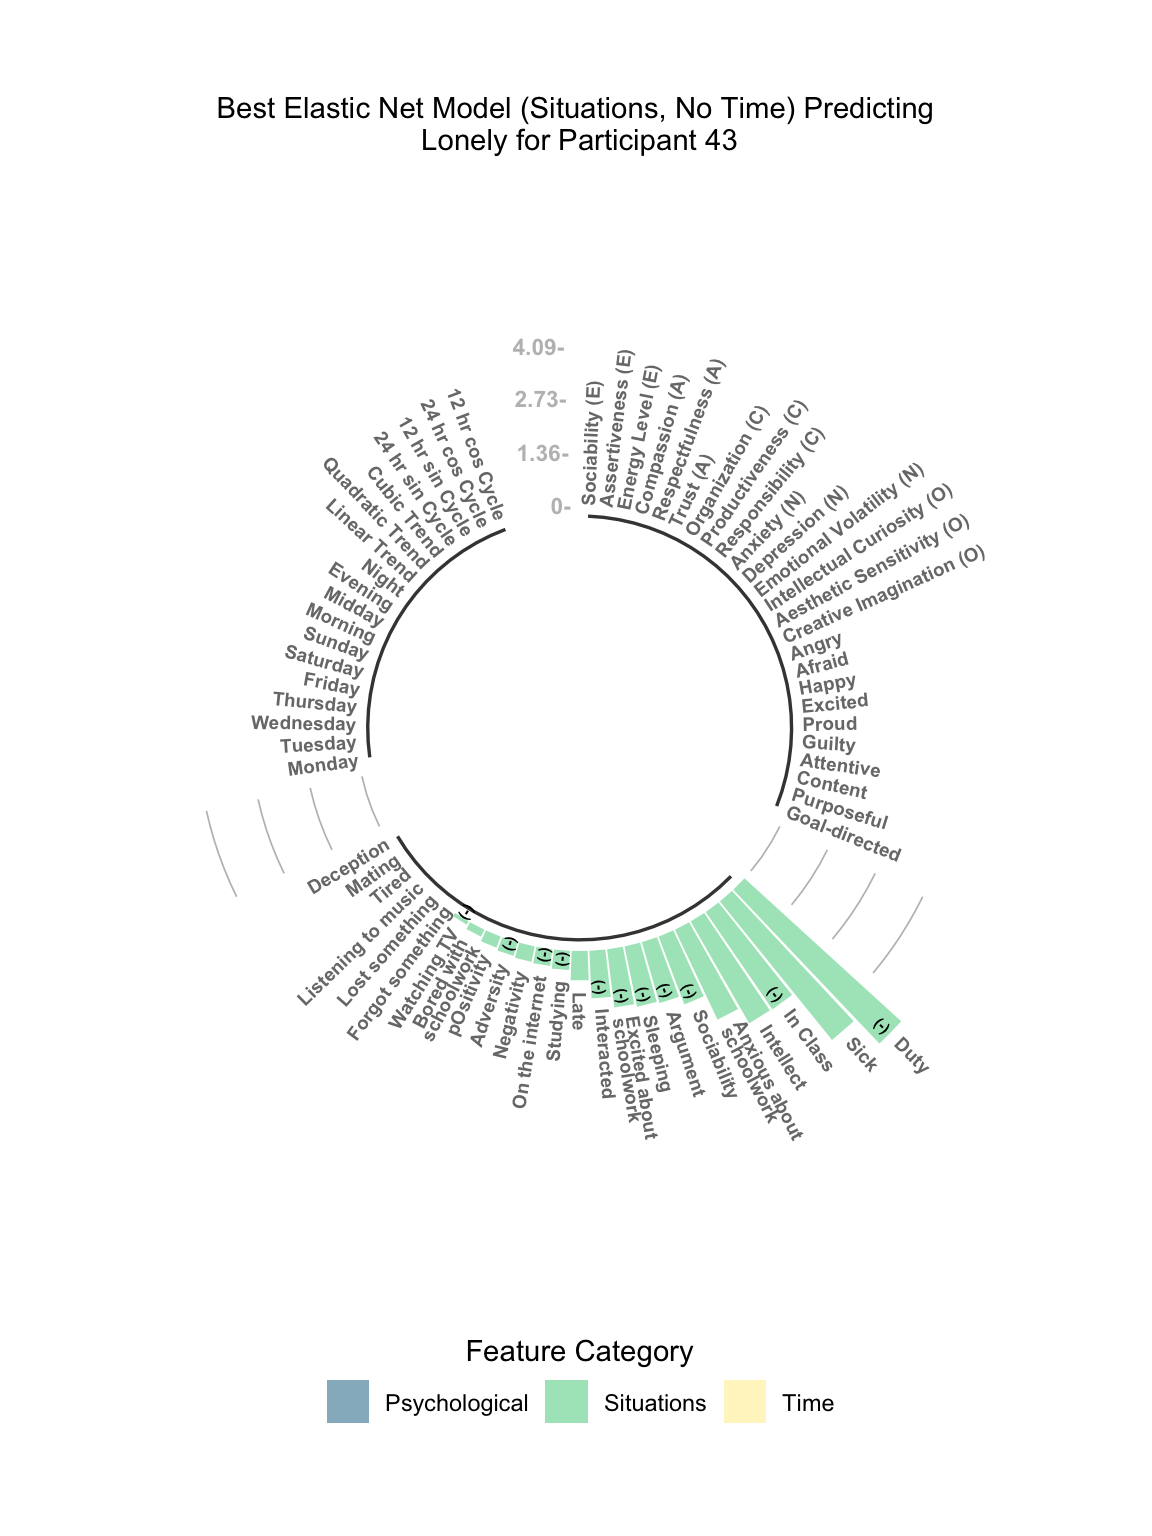 Best Elastic Net Model (Situations, No Time) Predicting
Lonely for Participant 43
4.09-
2.73-
1.36-
0-
Sociability (E)
Assertiveness (E)
Energy Level (E)
Compassion (A)
Respectfulness (A)
Trust (A)
Organization (C)
Productiveness (C)
Responsibility (C)
Anxiety (N)
Depression (N)
Emotional Volatility (N)
Intellectual Curiosity (O)
Aesthetic Sensitivity (O)
Creative Imagination (O)
Angry
Afraid
Happy
Excited
Proud
Guilty
Attentive
Content
Purposeful
Goal-directed
Duty
(-)
Sick
In Class
(-)
Intellect
Anxious about
schoolwork
Sociability
(-)
Argument
(-)
Sleeping
(-)
Excited about
schoolwork
(-)
Interacted
(-)
Late
Studying
(-)
On the internet
(-)
Negativity
Adversity
(-)
pOsitivity
Bored with
schoolwork
Watching TV
(-)
Forgot something
Lost something
Listening to music
Tired
Mating
Deception
Monday
Tuesday
Wednesday
Thursday
Friday
Saturday
Sunday
Morning
Midday
Evening
Night
Linear Trend
Quadratic Trend
Cubic Trend
24 hr sin Cycle
12 hr sin Cycle
24 hr cos Cycle
12 hr cos Cycle
Feature Category
Psychological
Situations
Time